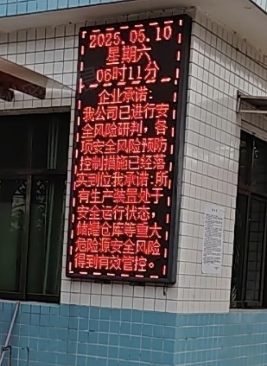 2025.05.10
星期六
06时11分
企业承诺:
我公司已进行安
全风险研判,各
项安全风险预防
控制措施已经落
实到位我承诺:所
有生产装置处于
安全运行状态,
储罐仓库等重大
危险源安全风险
得到有效管控。